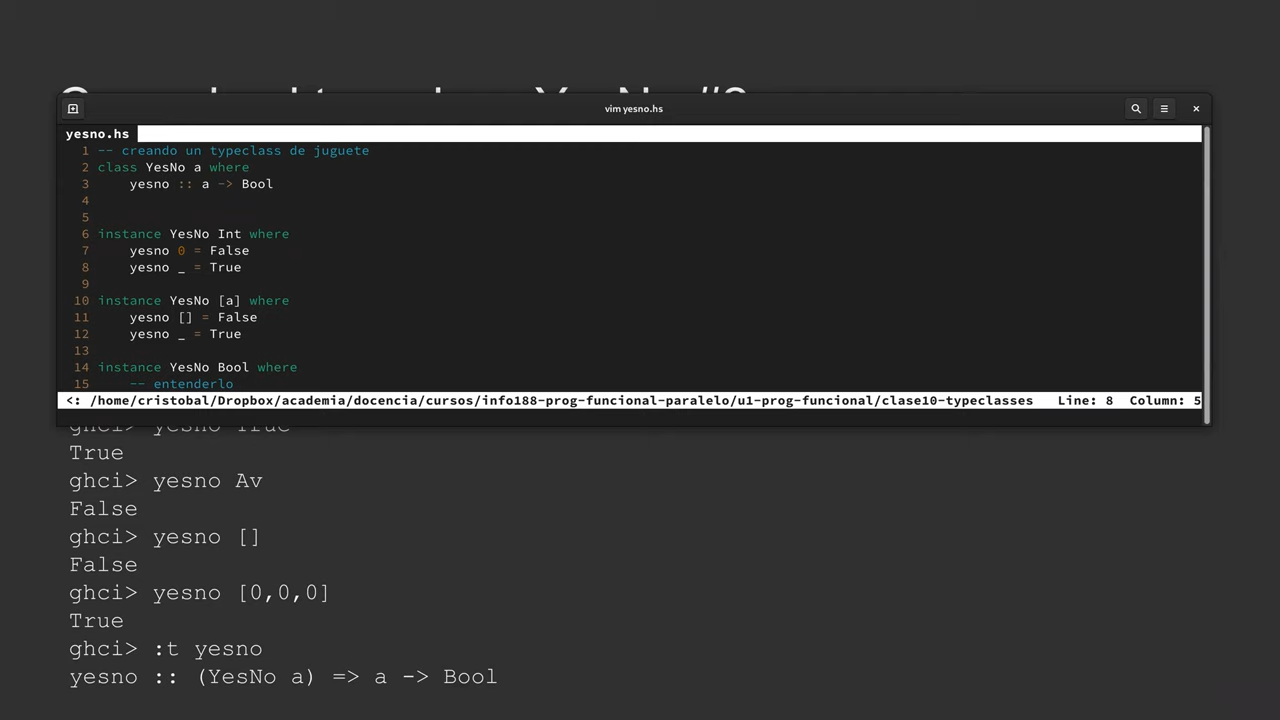 vim yesno.hs
yesno.hs
1 -- creando un typeclass de juguete
2 class YesNo a where
3     yesno :: a -> Bool
4
5
6 instance YesNo Int where
7     yesno 0 = False
8     yesno _ = True
9
10 instance YesNo [a] where
11     yesno [] = False
12     yesno _ = True
13
14 instance YesNo Bool where
15     -- entenderlo
<: /home/cristobal/Dropbox/academia/docencia/cursos/info188-prog-funcional-paralelo/u1-prog-funcional/clase10-typeclasses Line: 8 Column: 5
ghci> yesno True
True
ghci> yesno Av
False
ghci> yesno []
False
ghci> yesno [0,0,0]
True
ghci> :t yesno
yesno :: (YesNo a) => a -> Bool